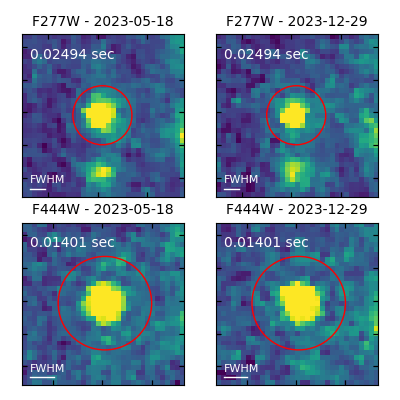 F277W - 2023-05-18
F277W - 2023-12-29
0.02494 sec
0.02494 sec
FWHM
FWHM
F444W - 2023-05-18
F444W - 2023-12-29
0.01401 sec
0.01401 sec
FWHM
FWHM